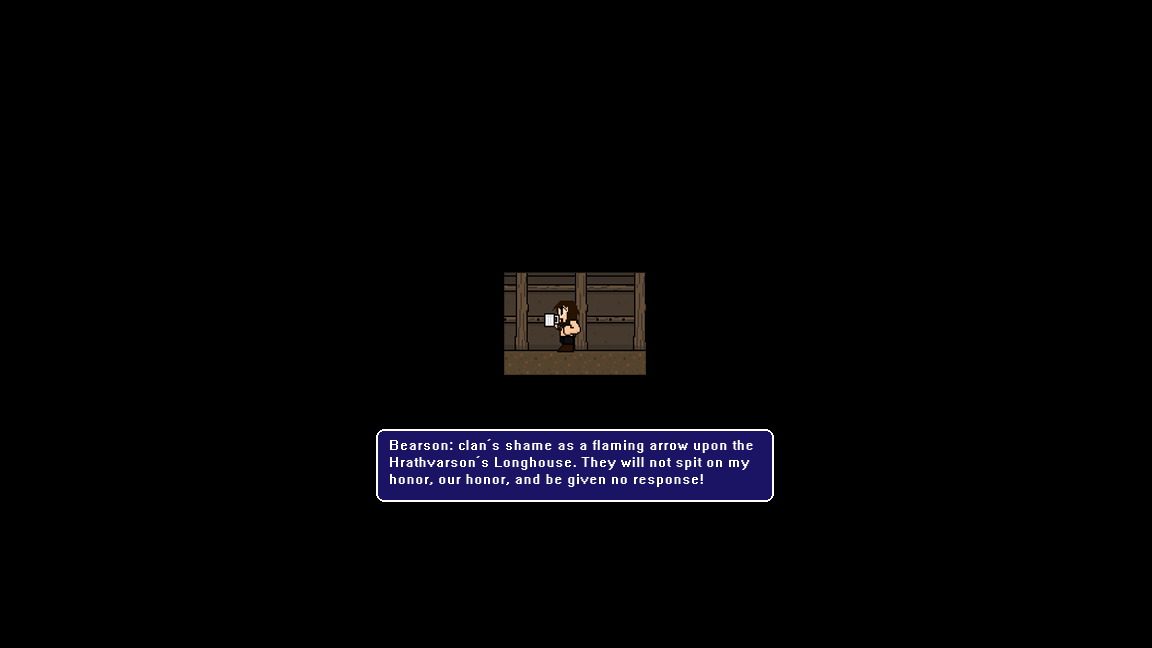 Bearson: clan´s shame as a flaming arrow upon the
Hrathvarson´s Longhouse. They will not spit on my
honor, our honor, and be given no response!